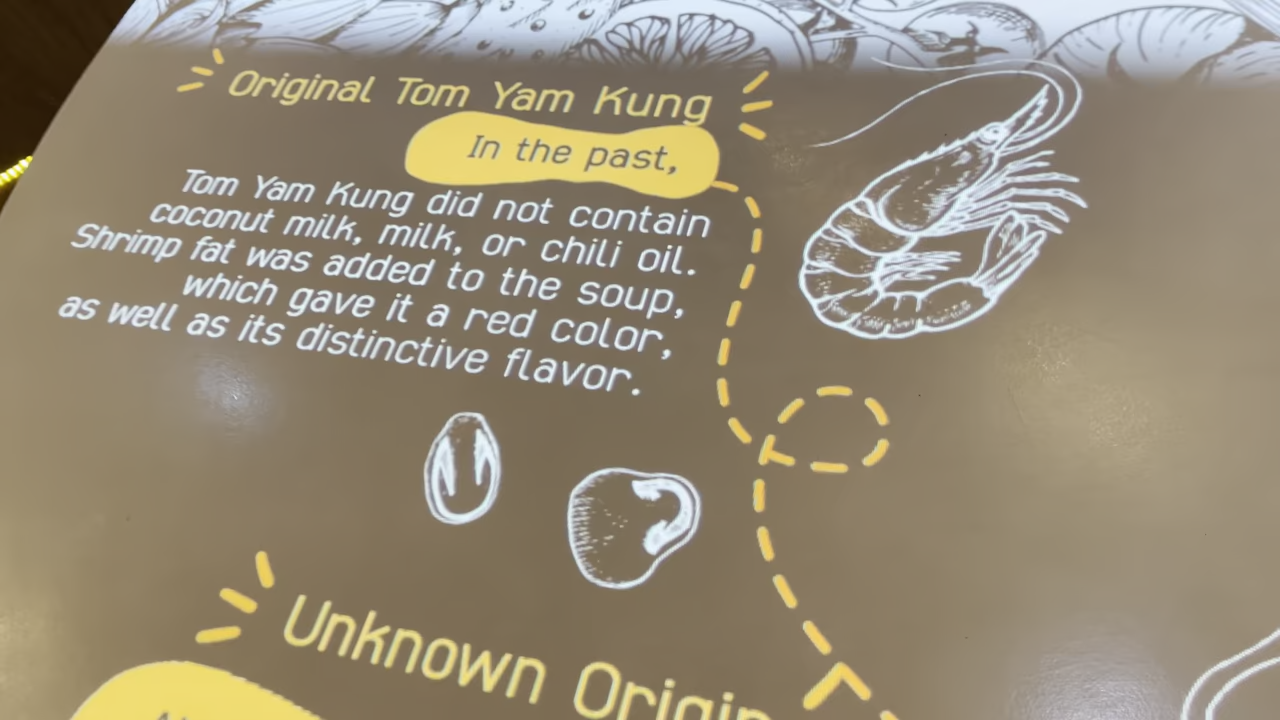 Original Tom Yam Kung
In the past,
Tom Yam Kung did not contain
coconut milk, milk, or chili oil.
Shrimp fat was added to the soup,
which gave it a red color,
as well as its distinctive flavor.
Unknown Origin